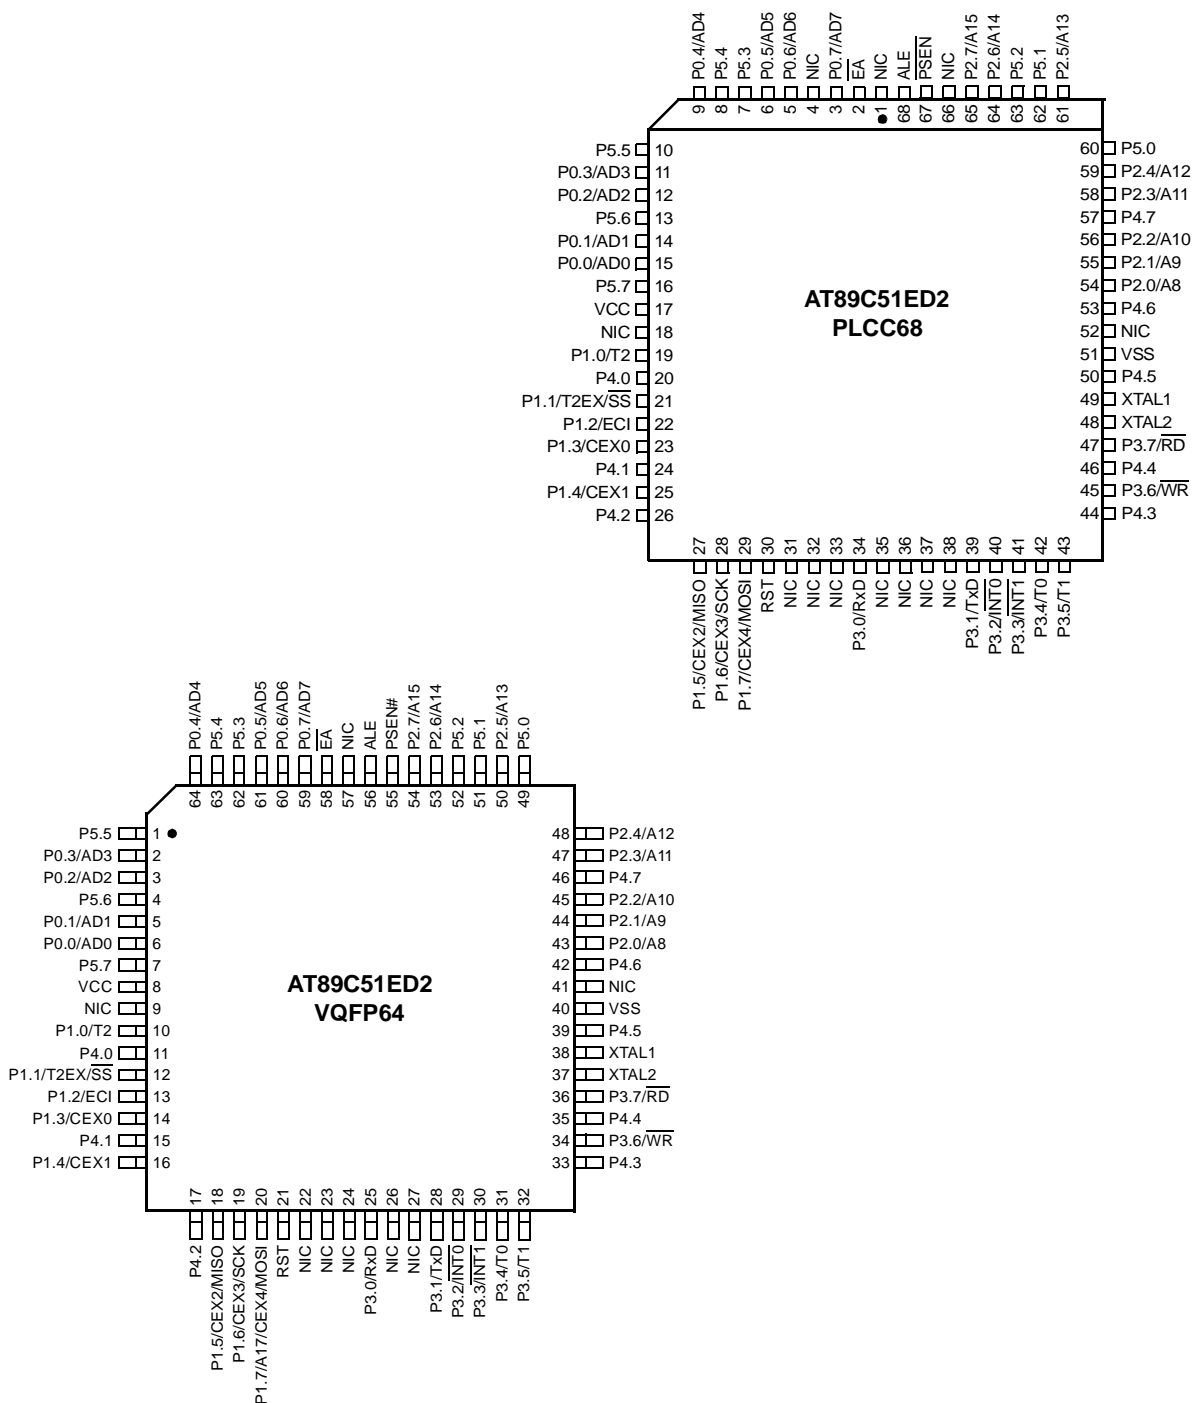 P0.4/AD4
P5.4
P5.3
P0.5/AD5
P0.6/AD6
NIC
P0.7/AD7
EA
NIC
ALE
PSEN
NIC
P2.7/A15
P2.6/A14
P5.2
P5.1
P2.5/A13
9
8
7
6
5
4
3
2
1
68
67
66
65
64
63
62
61
P5.5 10
P0.3/AD3 11
P0.2/AD2 12
P5.6 13
P0.1/AD1 14
P0.0/AD0 15
P5.7 16
VCC 17
NIC 18
P1.0/T2 19
P4.0 20
P1.1/T2EX/SS 21
P1.2/ECI 22
P1.3/CEX0 23
P4.1 24
P1.4/CEX1 25
P4.2 26
AT89C51ED2
PLCC68
60 P5.0
59 P2.4/A12
58 P2.3/A11
57 P4.7
56 P2.2/A10
55 P2.1/A9
54 P2.0/A8
53 P4.6
52 NIC
51 VSS
50 P4.5
49 XTAL1
48 XTAL2
47 P3.7/RD
46 P4.4
45 P3.6/WR
44 P4.3
27
28
29
30
31
32
33
34
35
36
37
38
39
40
41
42
43
P1.5/CEX2/MISO
P1.6/CEX3/SCK
P1.7/CEX4/MOSI
RST
NIC
NIC
NIC
P3.0/RxD
NIC
NIC
NIC
NIC
P3.1/TxD
P3.2/INT0
P3.3/INT1
P3.4/T0
P3.5/T1
P0.4/AD4
P5.4
P5.3
P0.5/AD5
P0.6/AD6
P0.7/AD7
EA
NIC
ALE
PSEN#
P2.7/A15
P2.6/A14
P5.2
P5.1
P2.5/A13
P5.0
64
63
62
61
60
59
58
57
56
55
54
53
52
51
50
49
P5.5 1
P0.3/AD3 2
P0.2/AD2 3
P5.6 4
P0.1/AD1 5
P0.0/AD0 6
P5.7 7
VCC 8
NIC 9
P1.0/T2 10
P4.0 11
P1.1/T2EX/SS 12
P1.2/ECI 13
P1.3/CEX0 14
P4.1 15
P1.4/CEX1 16
AT89C51ED2
VQFP64
48 P2.4/A12
47 P2.3/A11
46 P4.7
45 P2.2/A10
44 P2.1/A9
43 P2.0/A8
42 P4.6
41 NIC
40 VSS
39 P4.5
38 XTAL1
37 XTAL2
36 P3.7/RD
35 P4.4
34 P3.6/WR
33 P4.3
17
18
19
20
21
22
23
24
25
26
27
28
29
30
31
32
P4.2
P1.5/CEX2/MISO
P1.6/CEX3/SCK
P1.7/A17/CEX4/MOSI
RST
NIC
NIC
NIC
P3.0/RxD
NIC
NIC
P3.1/TxD
P3.2/INT0
P3.3/INT1
P3.4/T0
P3.5/T1